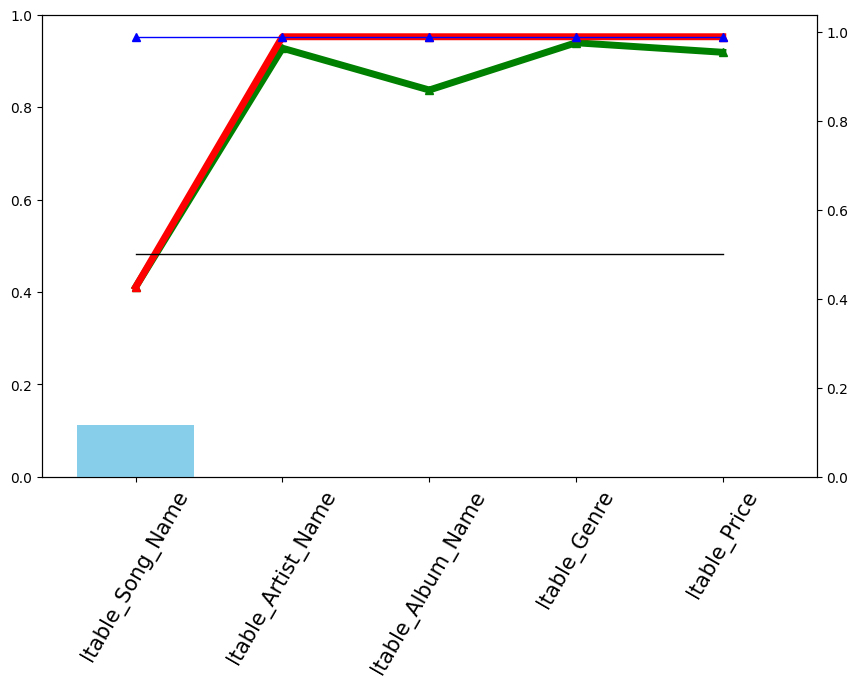 1.0
0.8
0.6
0.4
0.2
0.0
1.0
0.8
0.6
0.4
0.2
0.0
ltable_Song_Name
ltable_Artist_Name
ltable_Album_Name
ltable_Genre
ltable_Price